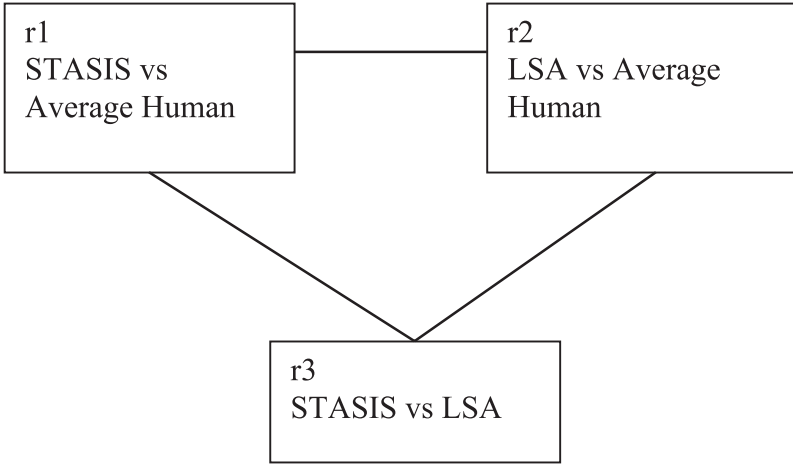 r1
STASIS vs
Average Human
r2
LSA vs Average
Human
r3
STASIS vs LSA